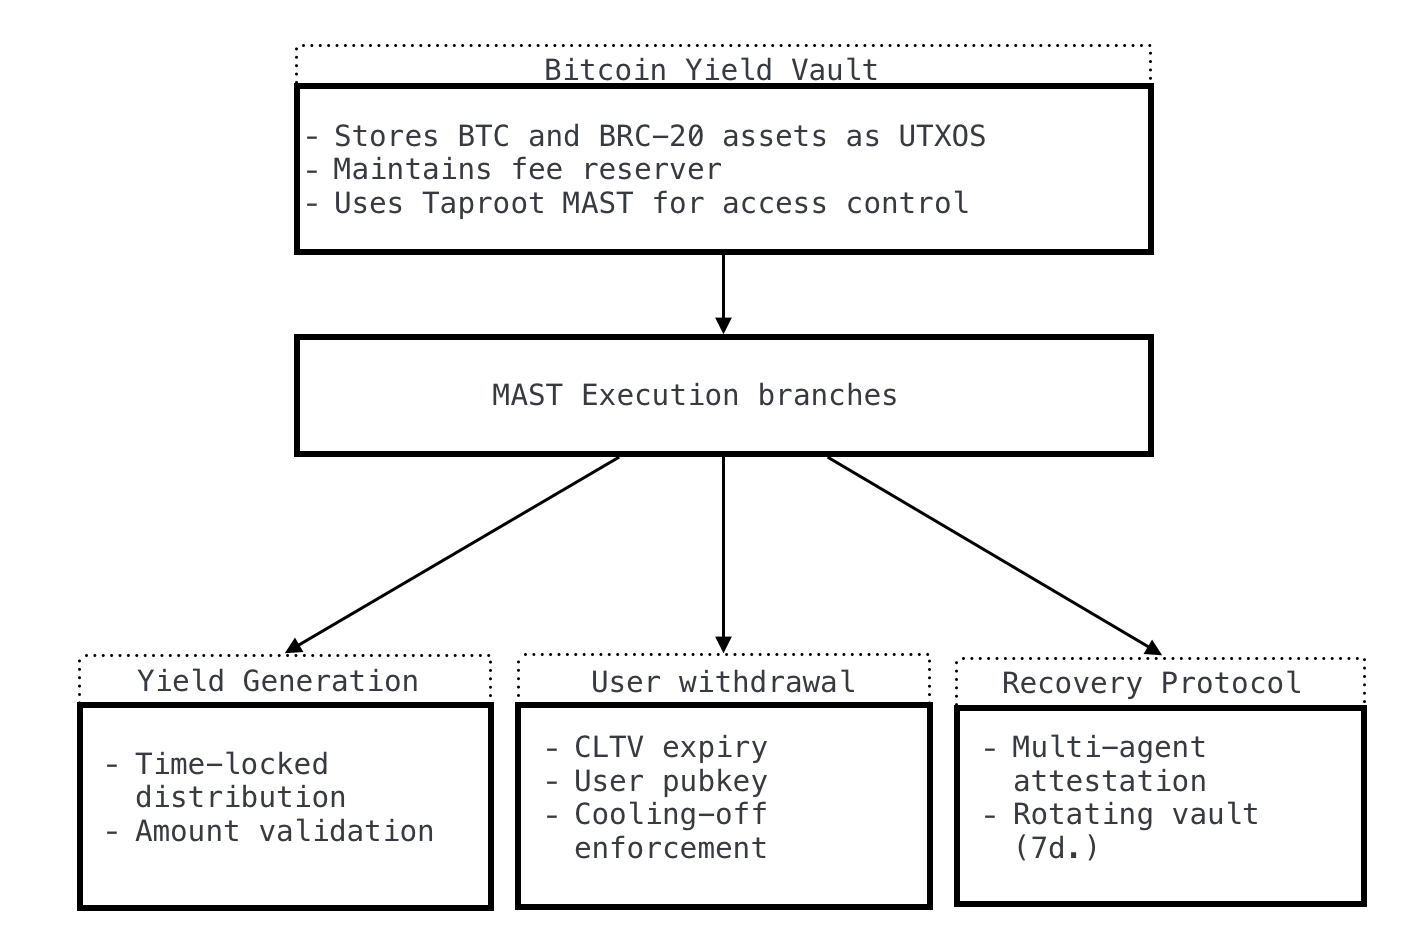 Bitcoin Yield Vault
- Stores BTC and BRC-20 assets as UTXOS
- Maintains fee reserver
- Uses Taproot MAST for access control
MAST Execution branches
Yield Generation
- Time-locked
distribution
- Amount validation
User withdrawal
- CLTV expiry
- User pubkey
- Cooling-off
enforcement
Recovery Protocol
- Multi-agent
attestation
- Rotating vault
(7d.)